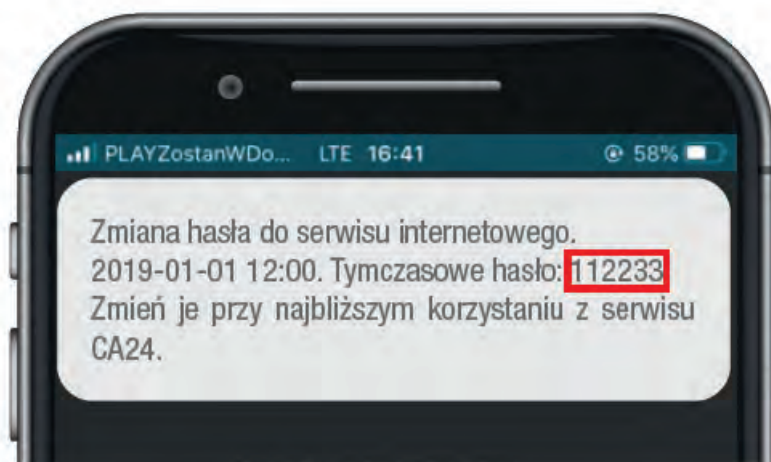 PLAYZostanWDo... LTE 16:41 58%
Zmiana hasła do serwisu internetowego.
2019-01-01 12:00. Tymczasowe hasło: 112233
Zmień je przy najbliższym korzystaniu z serwisu
CA24.